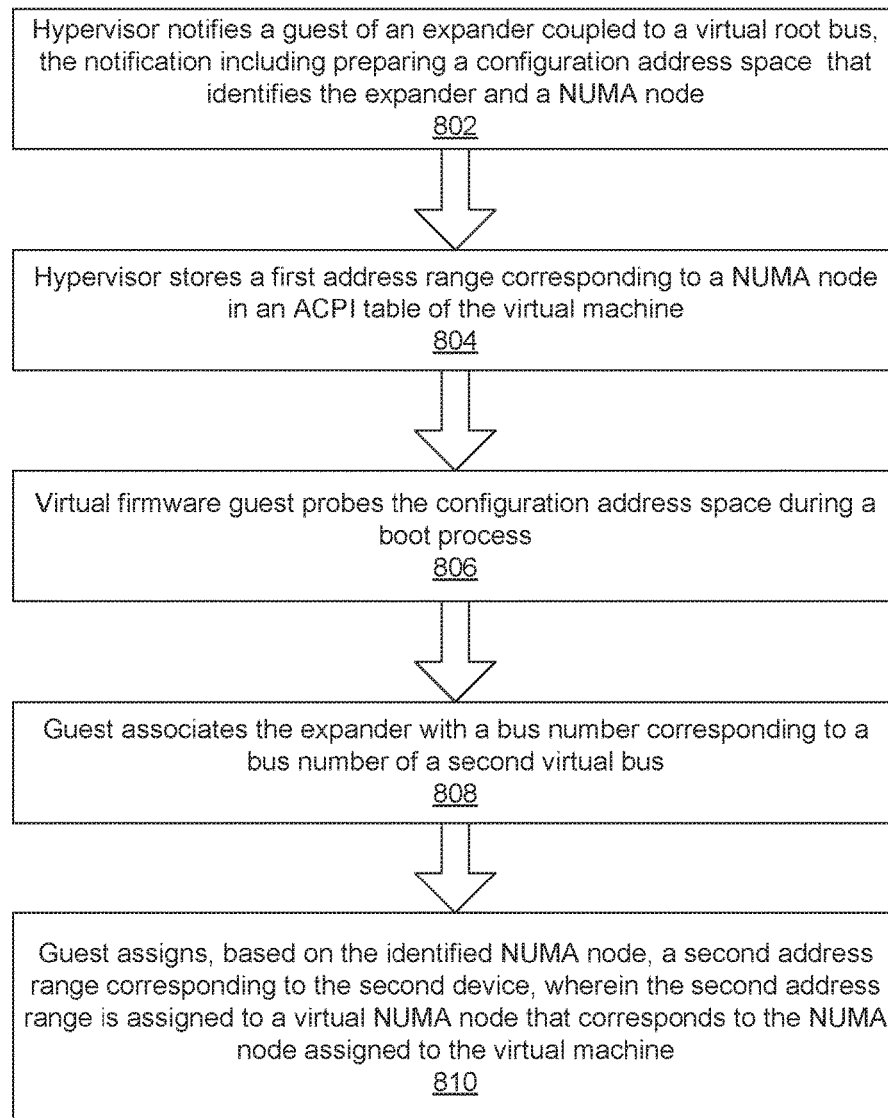 Hypervisor notifies a guest of an expander coupled to a virtual root bus,
the notification including preparing a configuration address space that
identifies the expander and a NUMA node
802
Hypervisor stores a first address range corresponding to a NUMA node
in an ACPI table of the virtual machine
804
Virtual firmware guest probes the configuration address space during a
boot process
806
Guest associates the expander with a bus number corresponding to a
bus number of a second virtual bus
808
Guest assigns, based on the identified NUMA node, a second address
range corresponding to the second device, wherein the second address
range is assigned to a virtual NUMA node that corresponds to the NUMA
node assigned to the virtual machine
810